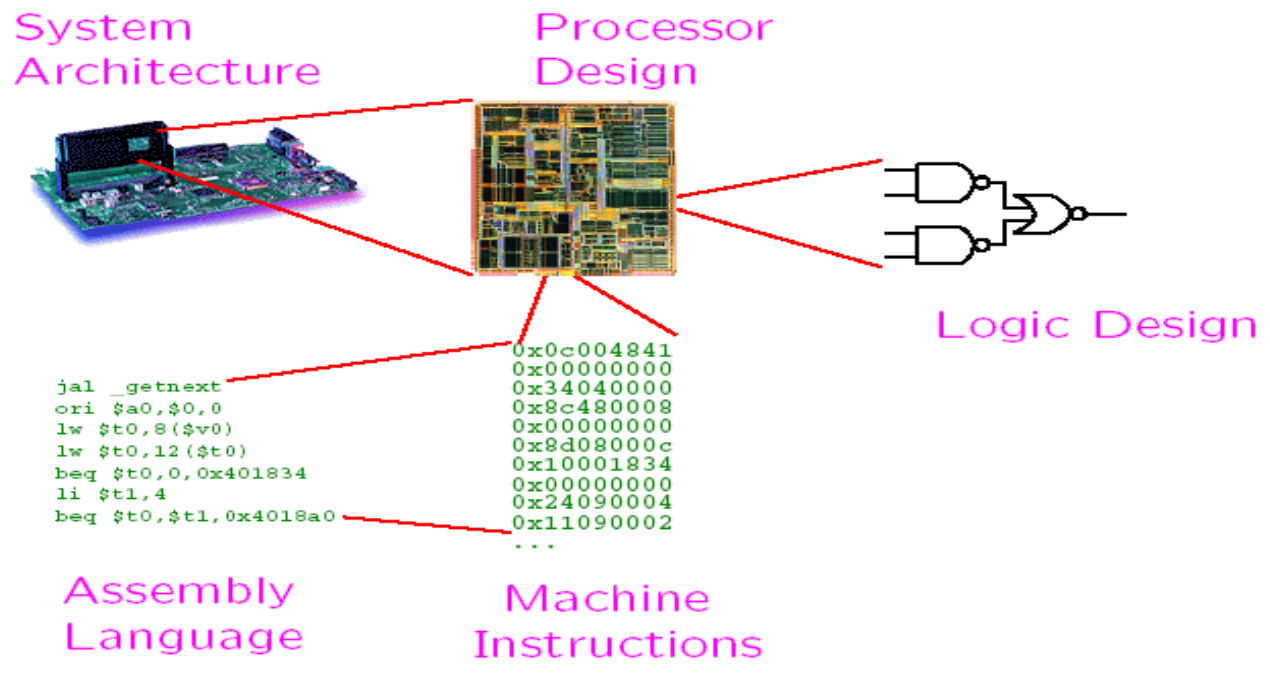 System
Architecture
Processor
Design
Logic Design
jal _getnext
ori $a0,$0,0
lw $t0,8($v0)
lw $t0,12($t0)
beq $t0,0,0x401834
li $t1,4
beq $t0,$t1,0x4018a0
Assembly
Language
0x0c004841
0x00000000
0x34040000
0x8c480008
0x00000000
0x8d08000c
0x10001834
0x00000000
0x24090004
0x11090002
...
Machine
Instructions